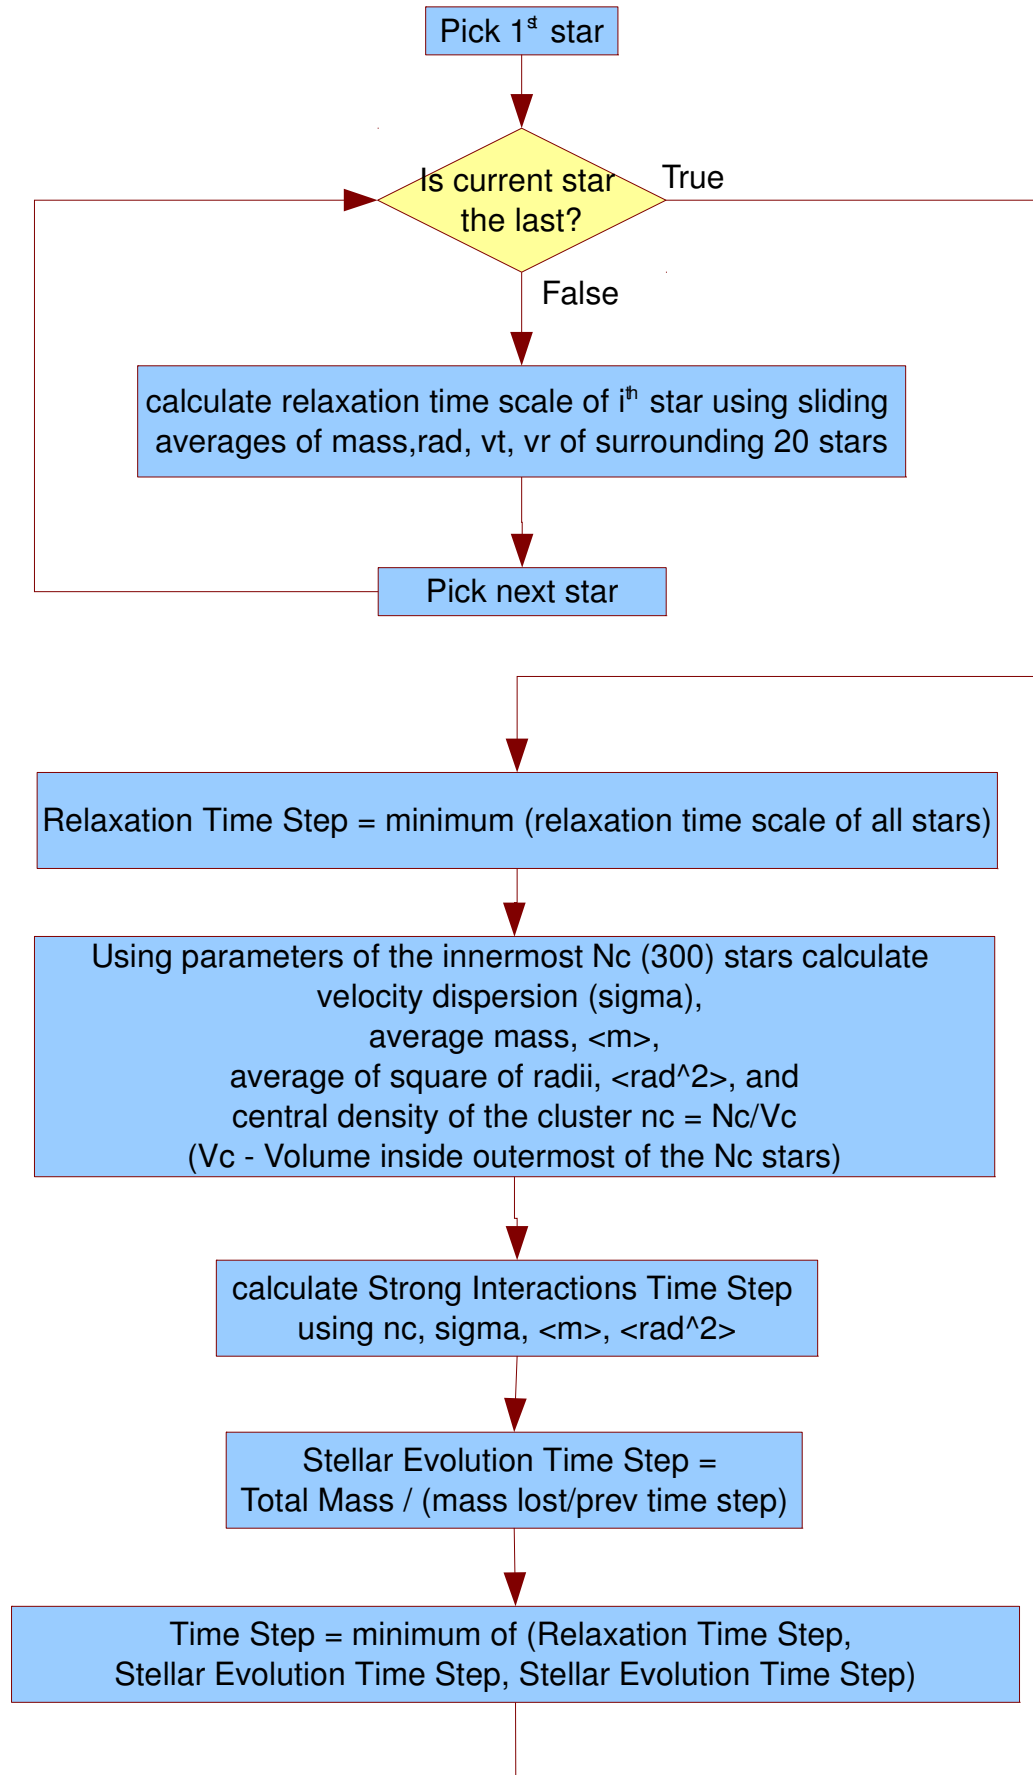 Pick 1st star
Is current star
the last?
True
False
calculate relaxation time scale of ith star using sliding
averages of mass,rad, vt, vr of surrounding 20 stars
Pick next star
Relaxation Time Step = minimum (relaxation time scale of all stars)
Using parameters of the innermost Nc (300) stars calculate
velocity dispersion (sigma),
average mass, <m>,
average of square of radii, <rad^2>, and
central density of the cluster nc = Nc/Vc
(Vc - Volume inside outermost of the Nc stars)
calculate Strong Interactions Time Step
using nc, sigma, <m>, <rad^2>
Stellar Evolution Time Step =
Total Mass / (mass lost/prev time step)
Time Step = minimum of (Relaxation Time Step,
Stellar Evolution Time Step, Stellar Evolution Time Step)